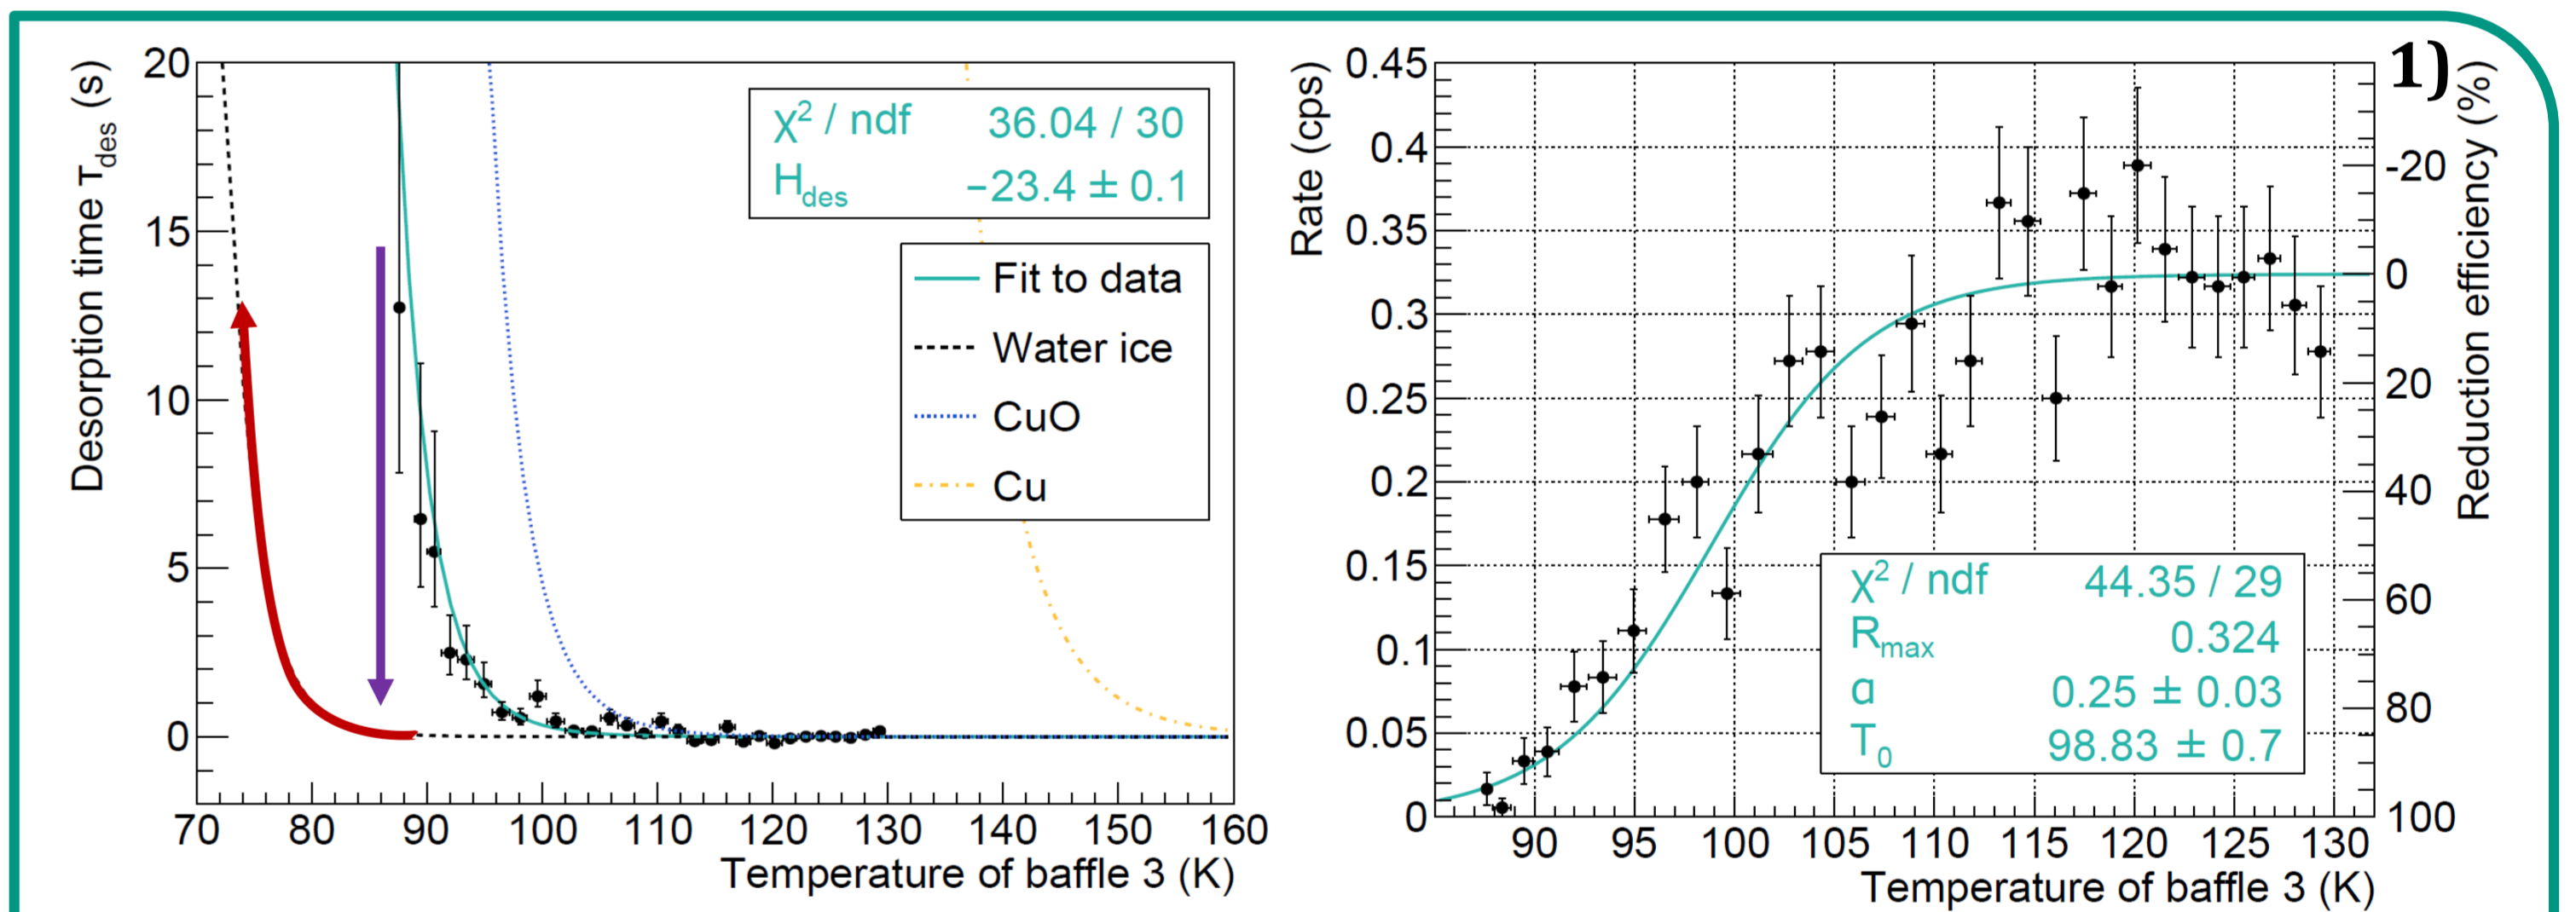 1)
Desorption time T_des (s)
20
15
10
5
0
χ² / ndf 36.04 / 30
H_des −23.4 ± 0.1
Fit to data
Water ice
CuO
Cu
70 80 90 100 110 120 130 140 150 160
Temperature of baffle 3 (K)
Rate (cps)
0.45
0.4
0.35
0.3
0.25
0.2
0.15
0.1
0.05
0
χ² / ndf 44.35 / 29
R_max 0.324
a 0.25 ± 0.03
T_0 98.83 ± 0.7
Reduction efficiency (%)
-20
0
20
40
60
80
100
90 95 100 105 110 115 120 125 130
Temperature of baffle 3 (K)